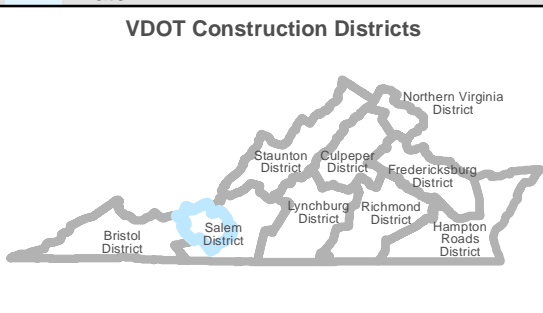 VDOT Construction Districts
Northern Virginia
District
Staunton
District
Culpeper
District
Fredericksburg
District
Lynchburg
District
Richmond
District
Salem
District
Bristol
District
Hampton
Roads
District